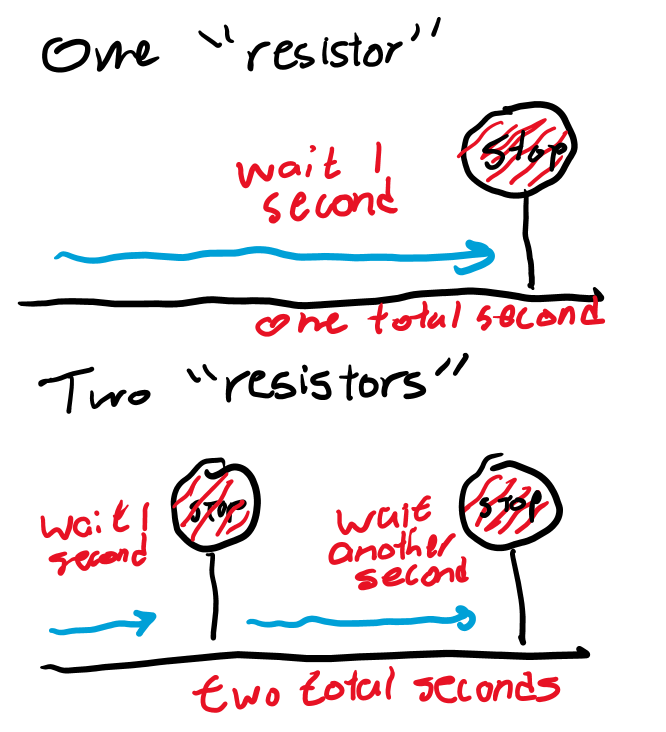 One "resistor"
Stop
wait 1
second
one total second
Two "resistors"
STOP
STOP
wait 1
second
wait
another
second
two total seconds